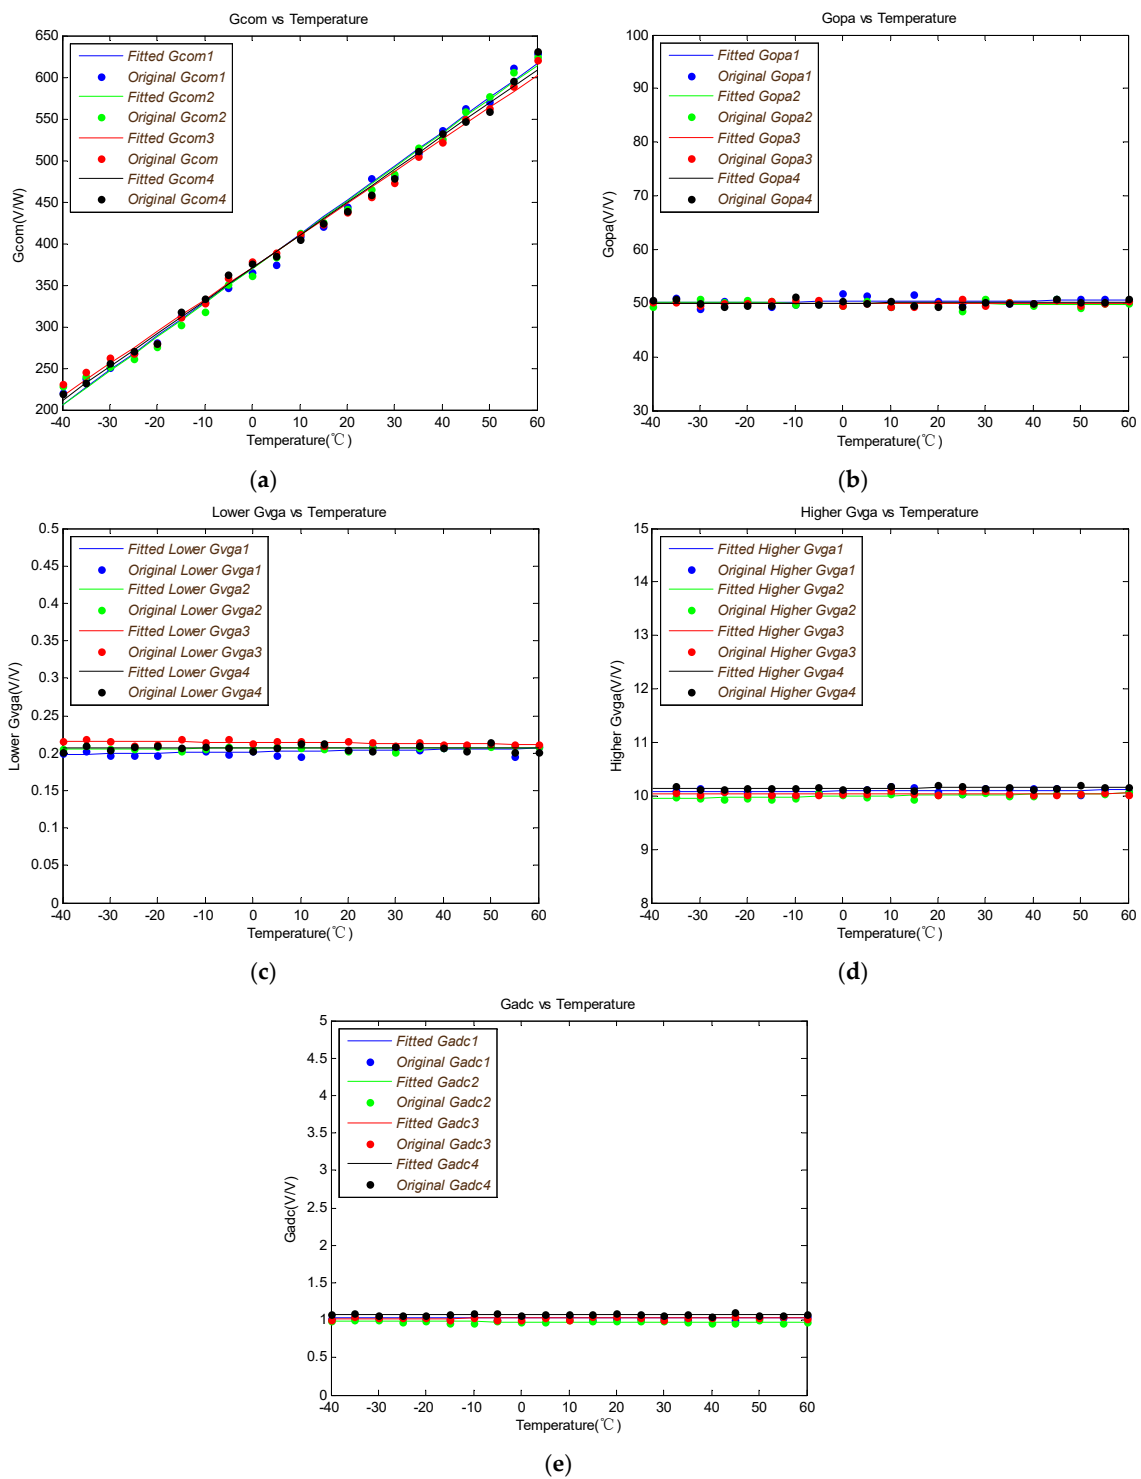 Gcom vs Temperature
Gcom(V/W)
650
600
550
500
450
400
350
300
250
200
Fitted Gcom1
Original Gcom1
Fitted Gcom2
Original Gcom2
Fitted Gcom3
Original Gcom
Fitted Gcom4
Original Gcom4
-40 -30 -20 -10 0 10 20 30 40 50 60
Temperature(℃)
(a)
Gopa vs Temperature
Gopa(V/V)
100
90
80
70
60
50
40
30
Fitted Gopa1
Original Gopa1
Fitted Gopa2
Original Gopa2
Fitted Gopa3
Original Gopa3
Fitted Gopa4
Original Gopa4
-40 -30 -20 -10 0 10 20 30 40 50 60
Temperature(℃)
(b)
Lower Gvga vs Temperature
Lower Gvga(V/V)
0.5
0.45
0.4
0.35
0.3
0.25
0.2
0.15
0.1
0.05
0
Fitted Lower Gvga1
Original Lower Gvga1
Fitted Lower Gvga2
Original Lower Gvga2
Fitted Lower Gvga3
Original Lower Gvga3
Fitted Lower Gvga4
Original Lower Gvga4
-40 -30 -20 -10 0 10 20 30 40 50 60
Temperature(℃)
(c)
Higher Gvga vs Temperature
Higher Gvga(V/V)
15
14
13
12
11
10
9
8
Fitted Higher Gvga1
Original Higher Gvga1
Fitted Higher Gvga2
Original Higher Gvga2
Fitted Higher Gvga3
Original Higher Gvga3
Fitted Higher Gvga4
Original Higher Gvga4
-40 -30 -20 -10 0 10 20 30 40 50 60
Temperature(℃)
(d)
Gadc vs Temperature
Gadc(V/V)
5
4.5
4
3.5
3
2.5
2
1.5
1
0.5
0
Fitted Gadc1
Original Gadc1
Fitted Gadc2
Original Gadc2
Fitted Gadc3
Original Gadc3
Fitted Gadc4
Original Gadc4
-40 -30 -20 -10 0 10 20 30 40 50 60
Temperature(℃)
(e)